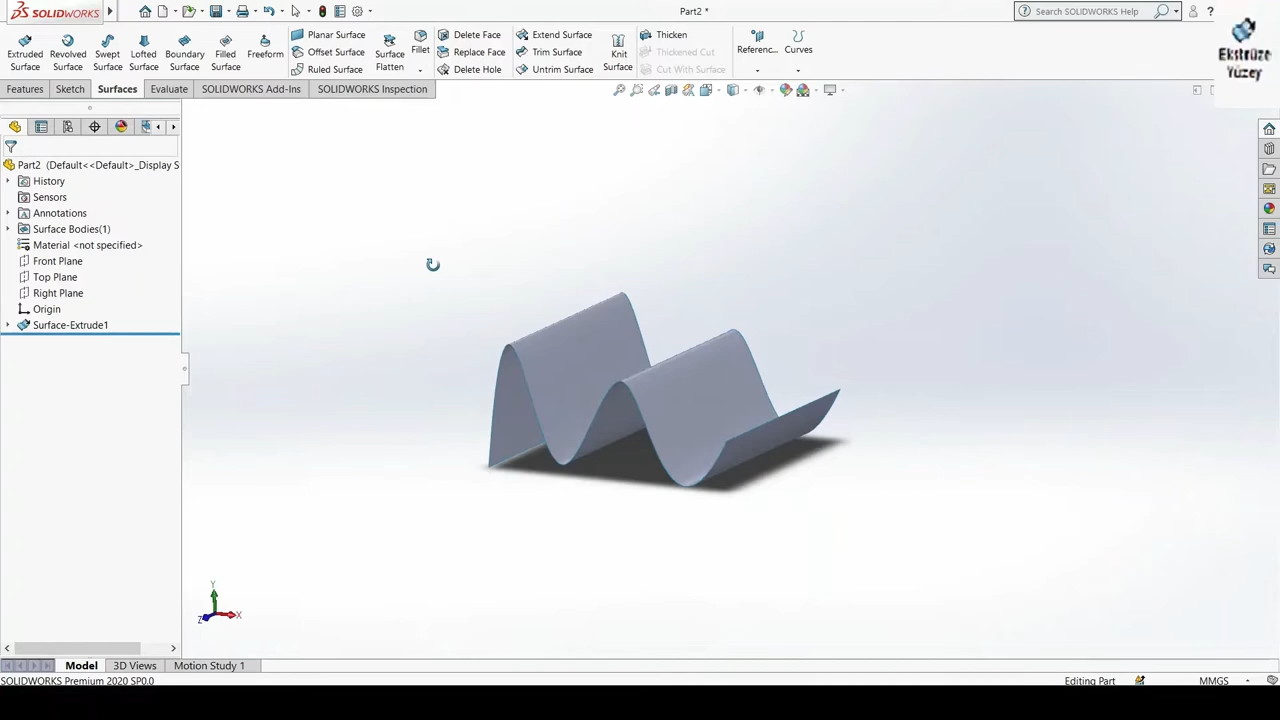 SOLIDWORKS
Part2 *
Search SOLIDWORKS Help
?
Extruded Surface
Revolved Surface
Swept Surface
Lofted Surface
Boundary Surface
Filled Surface
Freeform
Planar Surface
Offset Surface
Ruled Surface
Surface Flatten
Fillet
Delete Face
Replace Face
Delete Hole
Extend Surface
Trim Surface
Untrim Surface
Knit Surface
Thicken
Thickened Cut
Cut With Surface
Referenc...
Curves
Ekstrüze
Yüzey
Features
Sketch
Surfaces
Evaluate
SOLIDWORKS Add-Ins
SOLIDWORKS Inspection
Part2 (Default<<Default>_Display S
History
Sensors
Annotations
Surface Bodies(1)
Material <not specified>
Front Plane
Top Plane
Right Plane
Origin
Surface-Extrude1
Y
Z
X
Model
3D Views
Motion Study 1
SOLIDWORKS Premium 2020 SP0.0
Editing Part
MMGS